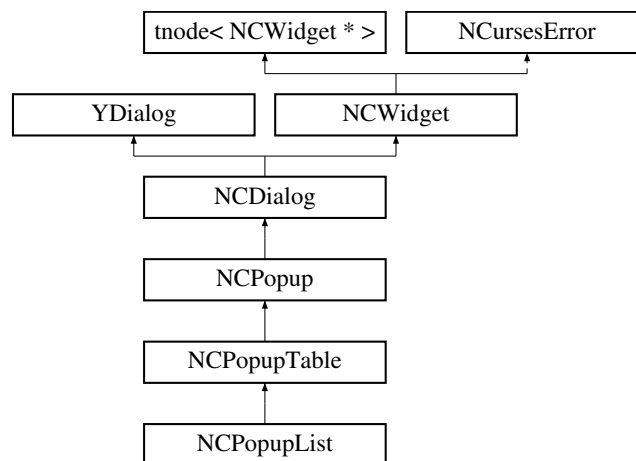 tnode< NCWidget * >
NCursesError
YDialog
NCWidget
NCDialog
NCPopup
NCPopupTable
NCPopupList